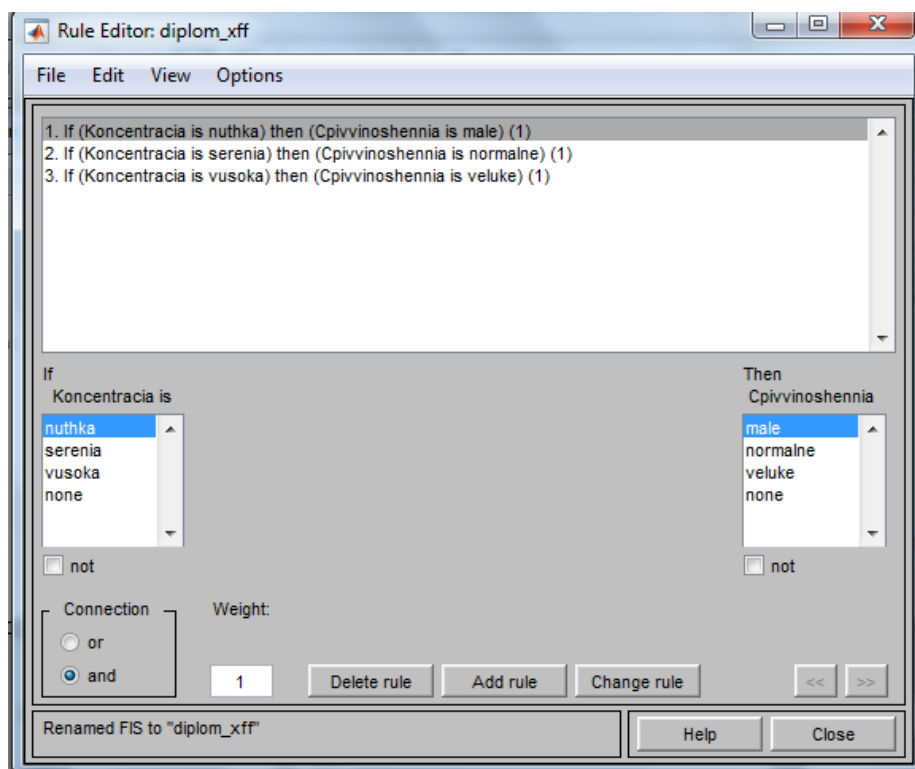 Rule Editor: diplom_xff
File Edit View Options
1. If (Koncentracia is nuthka) then (Cpivvinoshennia is male) (1)
2. If (Koncentracia is serenia) then (Cpivvinoshennia is normalne) (1)
3. If (Koncentracia is vusoka) then (Cpivvinoshennia is veluke) (1)
If
Koncentracia is
nuthka
serenia
vusoka
none
not
Then
Cpivvinoshennia
male
normalne
veluke
none
not
Connection
or
and
Weight:
1
Delete rule
Add rule
Change rule
<<
>>
Renamed FIS to "diplom_xff"
Help
Close